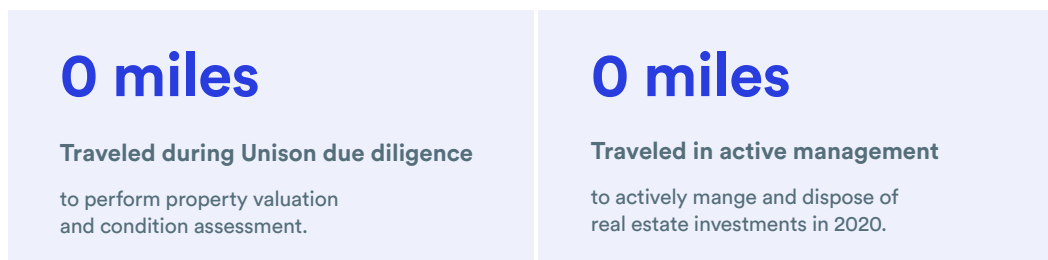 0 miles
Traveled during Unison due diligence
to perform property valuation
and condition assessment.
0 miles
Traveled in active management
to actively mange and dispose of
real estate investments in 2020.